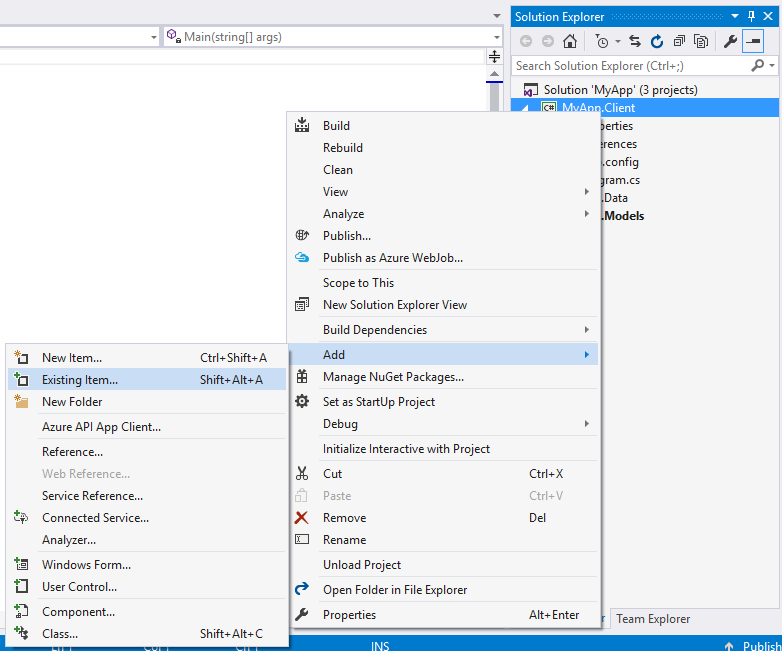 Solution Explorer
Main(string[] args)
Search Solution Explorer (Ctrl+;)
Solution 'MyApp' (3 projects)
C# MyApp.Client
perties
erences
.config
gram.cs
.Data
.Models
Build
Rebuild
Clean
View
Analyze
Publish...
Publish as Azure WebJob...
Scope to This
New Solution Explorer View
Build Dependencies
Add
Manage NuGet Packages...
Set as StartUp Project
Debug
Initialize Interactive with Project
Cut Ctrl+X
Paste Ctrl+V
Remove Del
Rename
Unload Project
Open Folder in File Explorer
Properties Alt+Enter
New Item... Ctrl+Shift+A
Existing Item... Shift+Alt+A
New Folder
Azure API App Client...
Reference...
Web Reference...
Service Reference...
Connected Service...
Analyzer...
Windows Form...
User Control...
Component...
Class... Shift+Alt+C
Team Explorer
INS
Publish